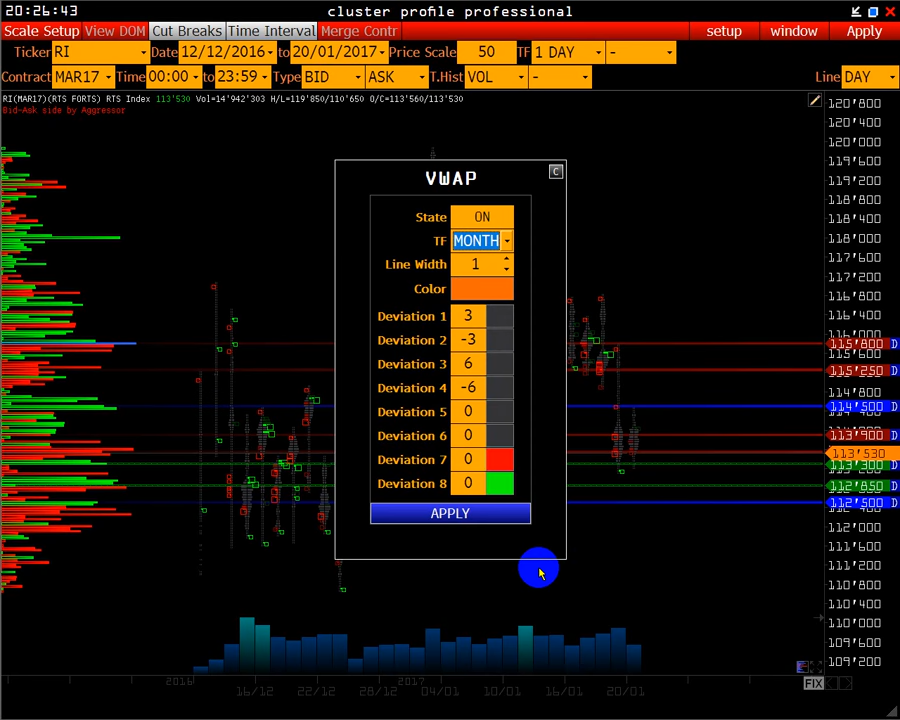 20:26:43 cluster profile professional
Scale Setup View DOM Cut Breaks Time Interval Merge Contr setup window Apply
Ticker RI Date 12/12/2016 to 20/01/2017 Price Scale 50 TF 1 DAY -
Contract MAR17 Time 00:00 to 23:59 Type BID ASK T.Hist VOL - Line DAY
RI(MAR17)(RTS FORTS) RTS Index 113'530 Vol=14'942'303 H/L=119'850/110'650 O/C=113'560/113'530
Bid-Ask side by Aggressor
VWAP
C
State ON
TF MONTH
Line Width 1
Color
Deviation 1 3
Deviation 2 -3
Deviation 3 6
Deviation 4 -6
Deviation 5 0
Deviation 6 0
Deviation 7 0
Deviation 8 0
APPLY
120'800
120'400
120'000
119'600
119'200
118'800
118'400
118'000
117'600
117'200
116'800
116'400
115'800 D
115'600
115'250 D
114'800
114'500 D
113'900 D
113'530
113'300 D
112'850 D
112'500 D
112'000
111'600
111'200
110'800
110'400
110'000
109'600
109'200
2016 2017
16/12 22/12 28/12 04/01 10/01 16/01 20/01
FIX